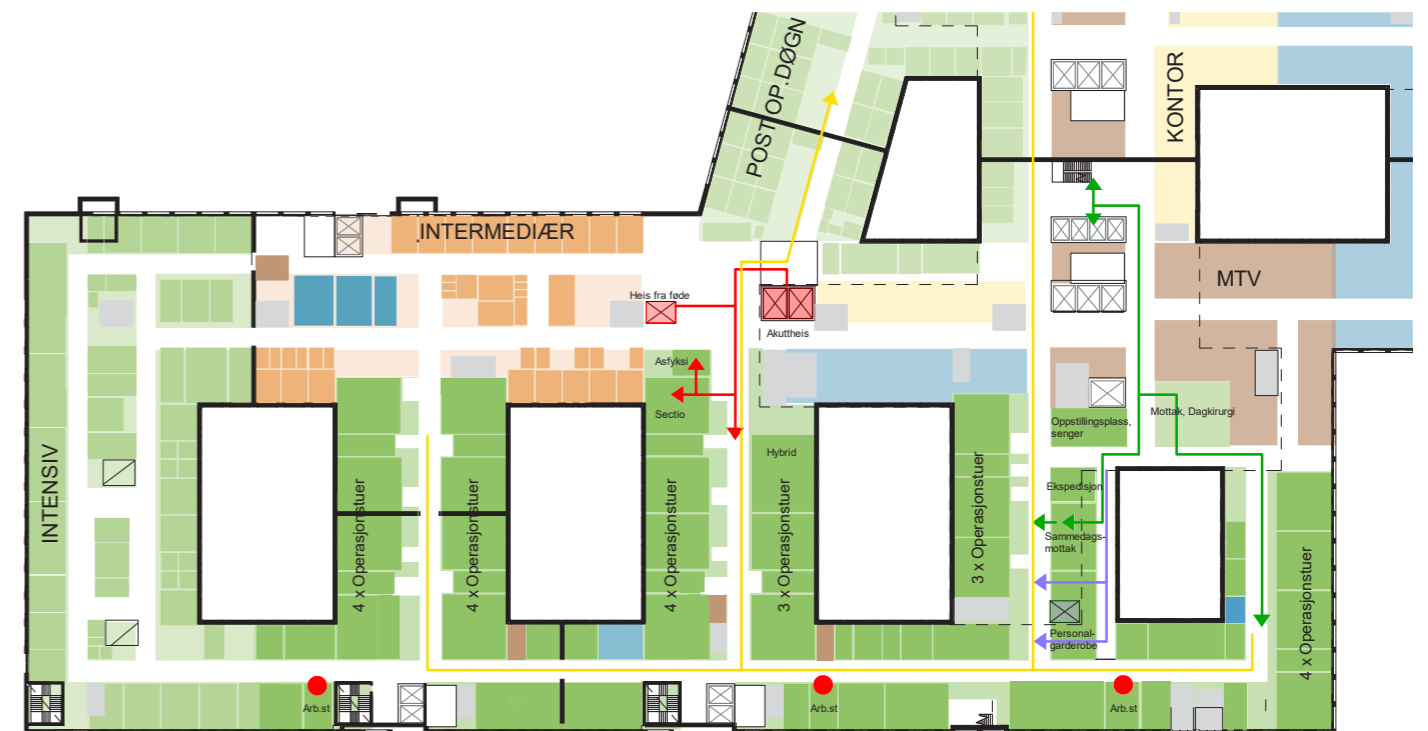 POST OP.DØGN
KONTOR
INTERMEDIÆR
MTV
Heis fra føde
Akuttheis
Asfyksi
Sectio
Hybrid
Oppstillingsplass,
senger
Mottak, Dagkirurgi
Ekspedisjon
Sammedags-
mottak
Personal-
garderobe
INTENSIV
4 x Operasjonstuer
4 x Operasjonstuer
4 x Operasjonstuer
3 x Operasjonstuer
3 x Operasjonstuer
4 x Operasjonstuer
Arb.st
Arb.st
Arb.st